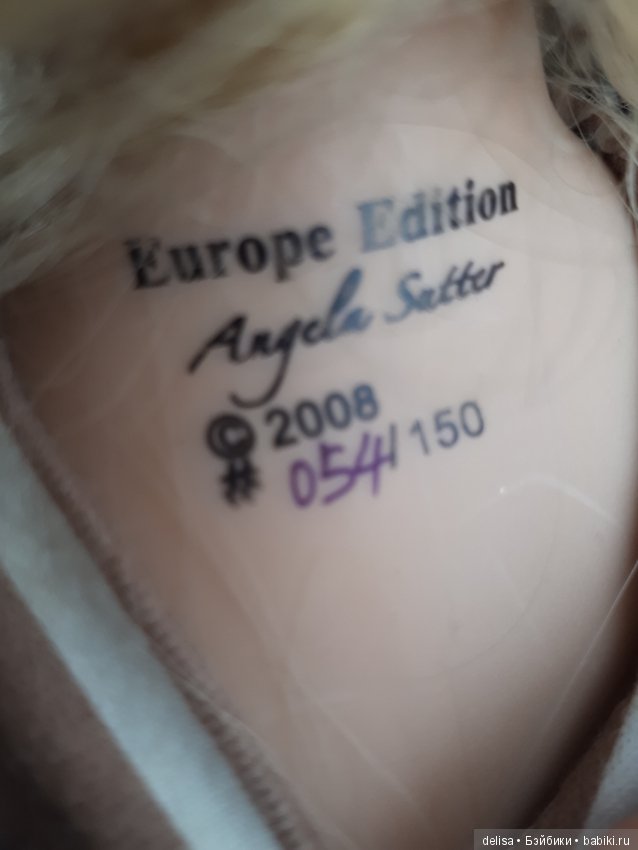 Europe Edition
Angela Sutter
© 2008
# 054/150
delisa • Бэйбики • babiki.ru